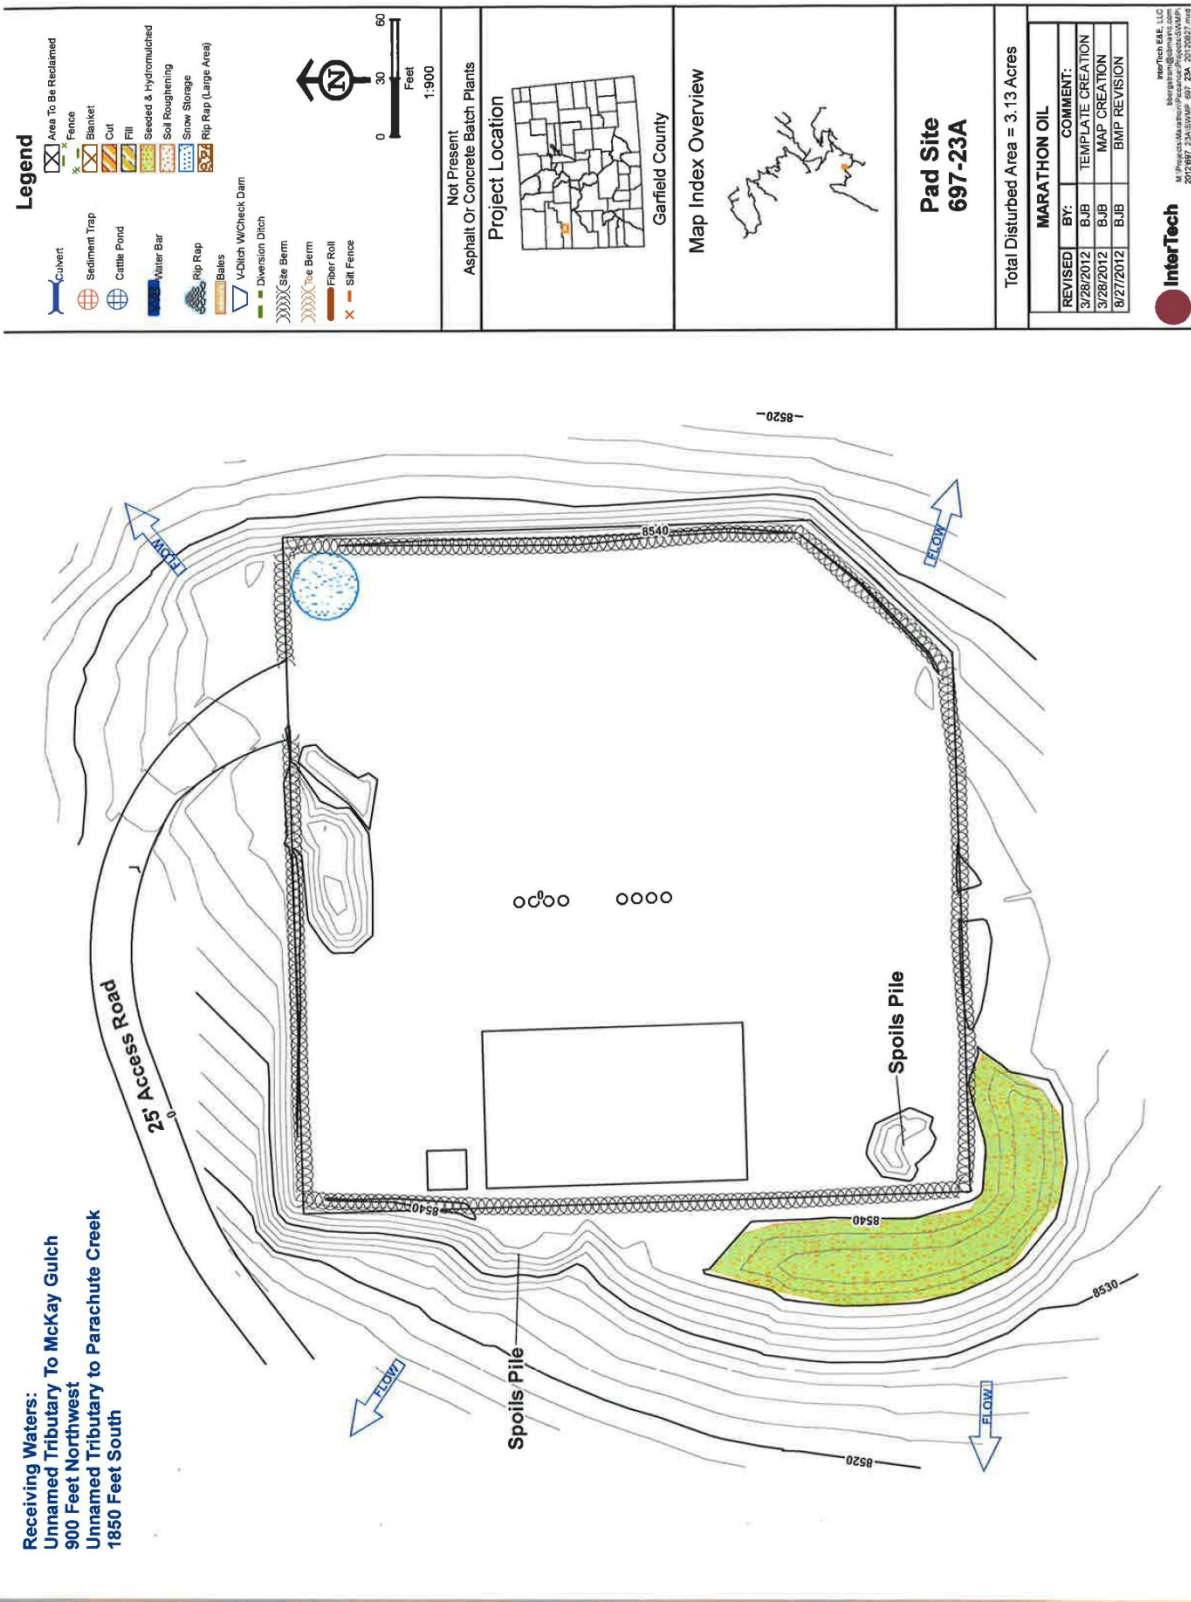 Receiving Waters:
Unnamed Tributary To McKay Gulch
900 Feet Northwest
Unnamed Tributary to Parachute Creek
1850 Feet South
25' Access Road
0
FLOW
FLOW
FLOW
FLOW
Spoils Pile
Spoils Pile
8540
8540
8540
8530
8520
8520
0
Legend
Culvert
Sediment Trap
Cattle Pond
Water Bar
Rip Rap
Bales
V-Ditch W/Check Dam
Diversion Ditch
Site Berm
Toe Berm
Fiber Roll
Silt Fence
Area To Be Reclaimed
Fence
Blanket
Cut
Fill
Seeded & Hydromulched
Soil Roughening
Snow Storage
Rip Rap (Large Area)
N
0 30 60
Feet
1:900
Not Present
Asphalt Or Concrete Batch Plants
Project Location
Garfield County
Map Index Overview
Pad Site
697-23A
Total Disturbed Area = 3.13 Acres
MARATHON OIL
REVISED BY: COMMENT:
3/28/2012 BJB TEMPLATE CREATION
3/28/2012 BJB MAP CREATION
8/27/2012 BJB BMP REVISION
InterTech
InterTech E&E, LLC